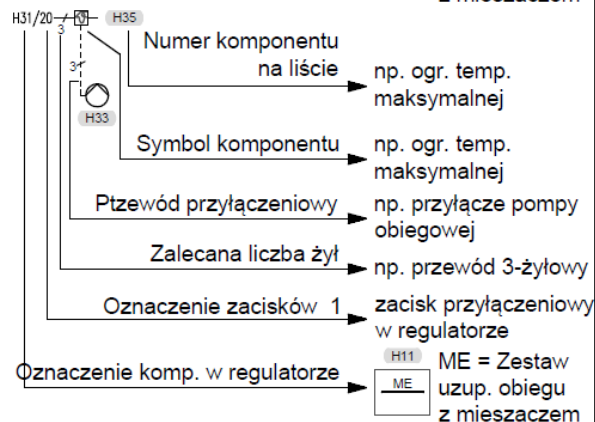 z mieszaczem
H31/20 H35
3
Numer komponentu
na liście
np. ogr. temp.
maksymalnej
3
H33
Symbol komponentu
np. ogr. temp.
maksymalnej
Ptzewód przyłączeniowy
np. przyłącze pompy
obiegowej
Zalecana liczba żył
np. przewód 3-żyłowy
Oznaczenie zacisków 1
zacisk przyłączeniowy
w regulatorze
Oznaczenie komp. w regulatorze
H11
ME
ME = Zestaw
uzup. obiegu
z mieszaczem